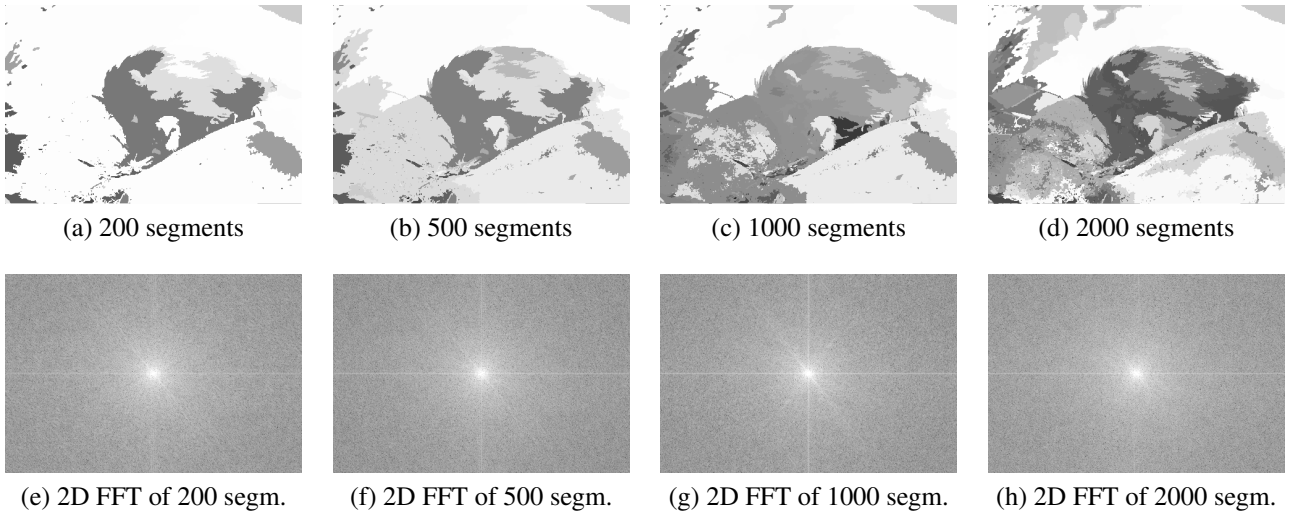 (a) 200 segments
(b) 500 segments
(c) 1000 segments
(d) 2000 segments
(e) 2D FFT of 200 segm.
(f) 2D FFT of 500 segm.
(g) 2D FFT of 1000 segm.
(h) 2D FFT of 2000 segm.